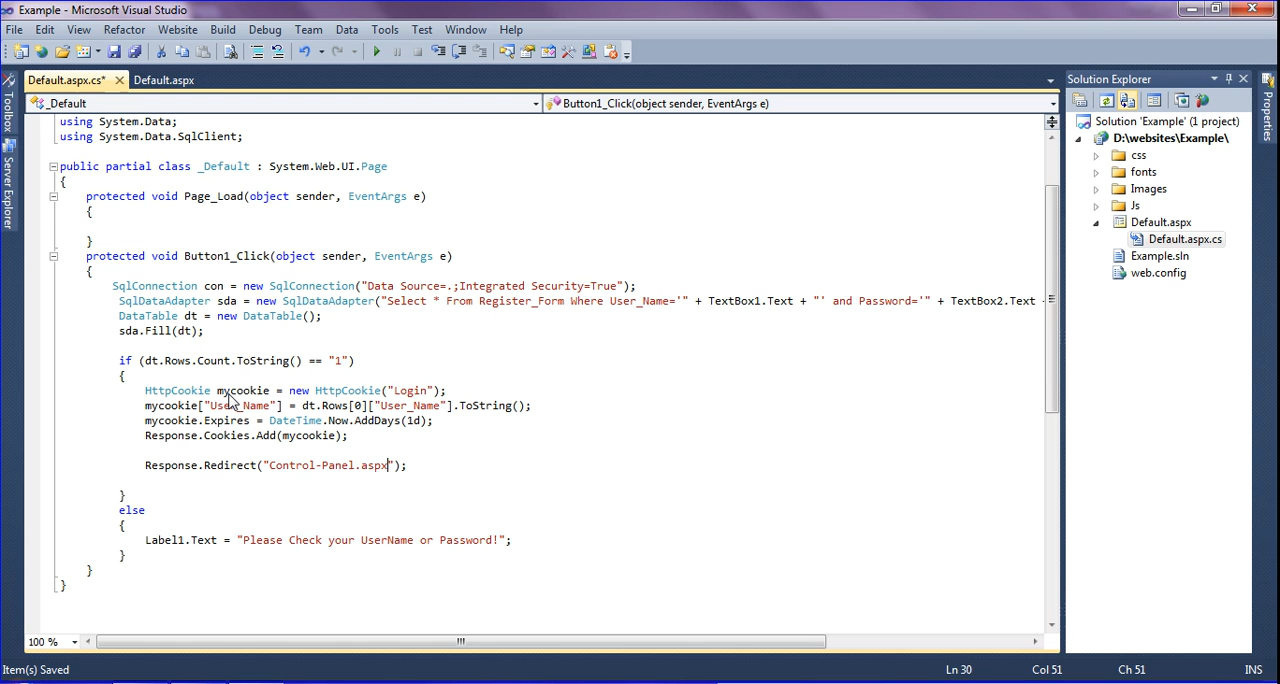 Example - Microsoft Visual Studio
File Edit View Refactor Website Build Debug Team Data Tools Test Window Help
Default.aspx.cs* Default.aspx
_Default Button1_Click(object sender, EventArgs e)
using System.Data;
using System.Data.SqlClient;
public partial class _Default : System.Web.UI.Page
{
protected void Page_Load(object sender, EventArgs e)
{
}
protected void Button1_Click(object sender, EventArgs e)
{
SqlConnection con = new SqlConnection("Data Source=.;Integrated Security=True");
SqlDataAdapter sda = new SqlDataAdapter("Select * From Register_Form Where User_Name='" + TextBox1.Text + "' and Password='" + TextBox2.Text
DataTable dt = new DataTable();
sda.Fill(dt);
if (dt.Rows.Count.ToString() == "1")
{
HttpCookie mycookie = new HttpCookie("Login");
mycookie["User_Name"] = dt.Rows[0]["User_Name"].ToString();
mycookie.Expires = DateTime.Now.AddDays(1d);
Response.Cookies.Add(mycookie);
Response.Redirect("Control-Panel.aspx");
}
else
{
Label1.Text = "Please Check your UserName or Password!";
}
}
}
100 %
Item(s) Saved Ln 30 Col 51 Ch 51 INS
Toolbox
Server Explorer
Solution Explorer
Solution 'Example' (1 project)
D:\websites\Example\
css
fonts
Images
Js
Default.aspx
Default.aspx.cs
Example.sln
web.config
Properties